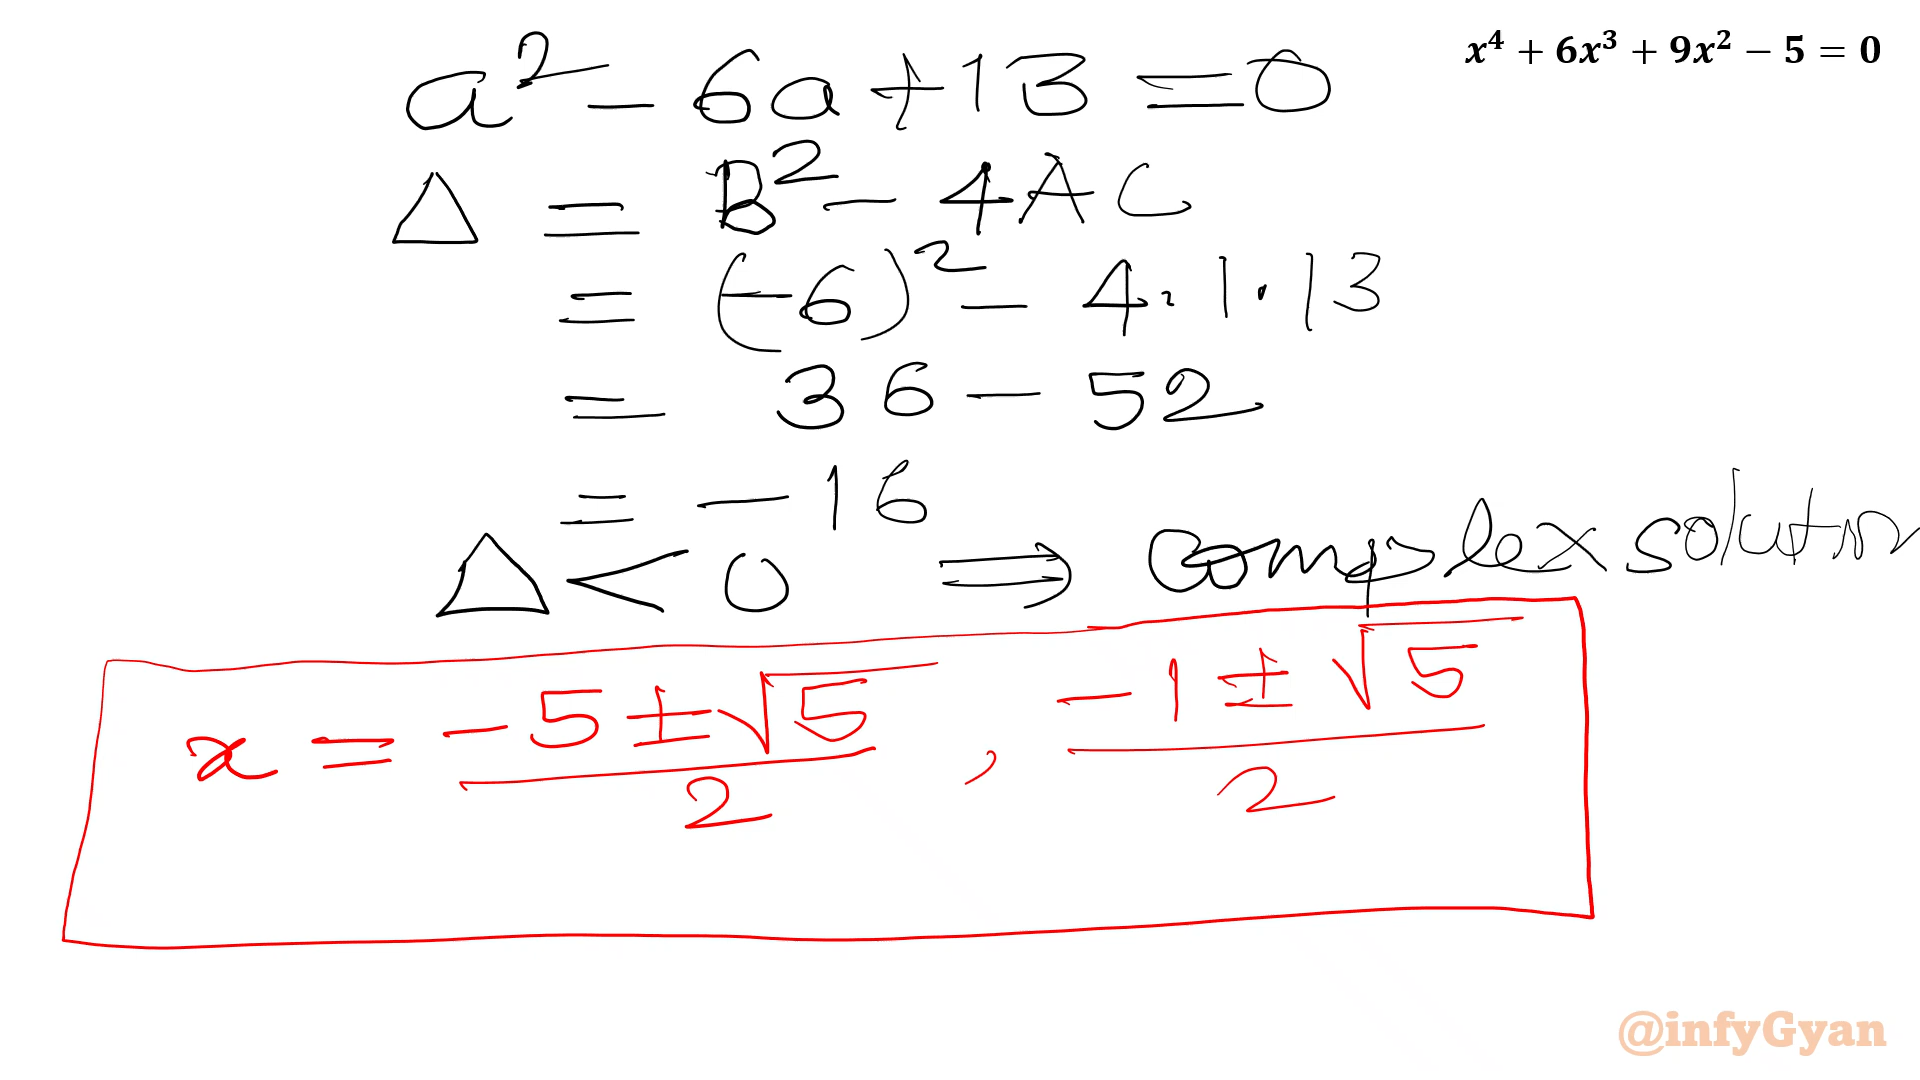 x⁴ + 6x³ + 9x² − 5 = 0
a² − 6a + 13 = 0
Δ = B² − 4AC
= (−6)² − 4·1·13
= 36 − 52
= −16
Δ < 0 ⟹ complex solution
x = (−5 ± √5)/2 , (−1 ± √5)/2
@infyGyan